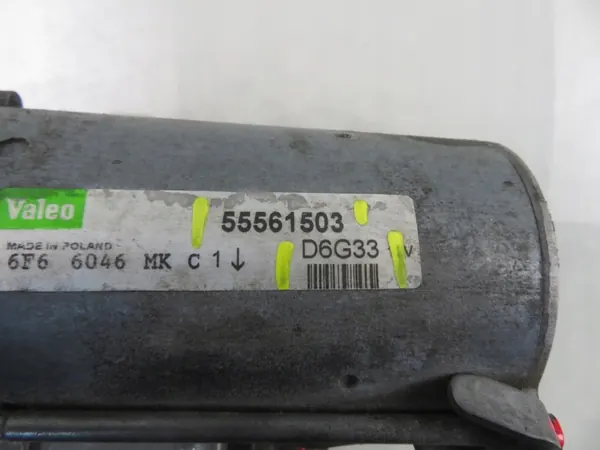 Valeo
55561503
MADE IN POLAND
D6G33 V
6F6 6046 MK C 1↓